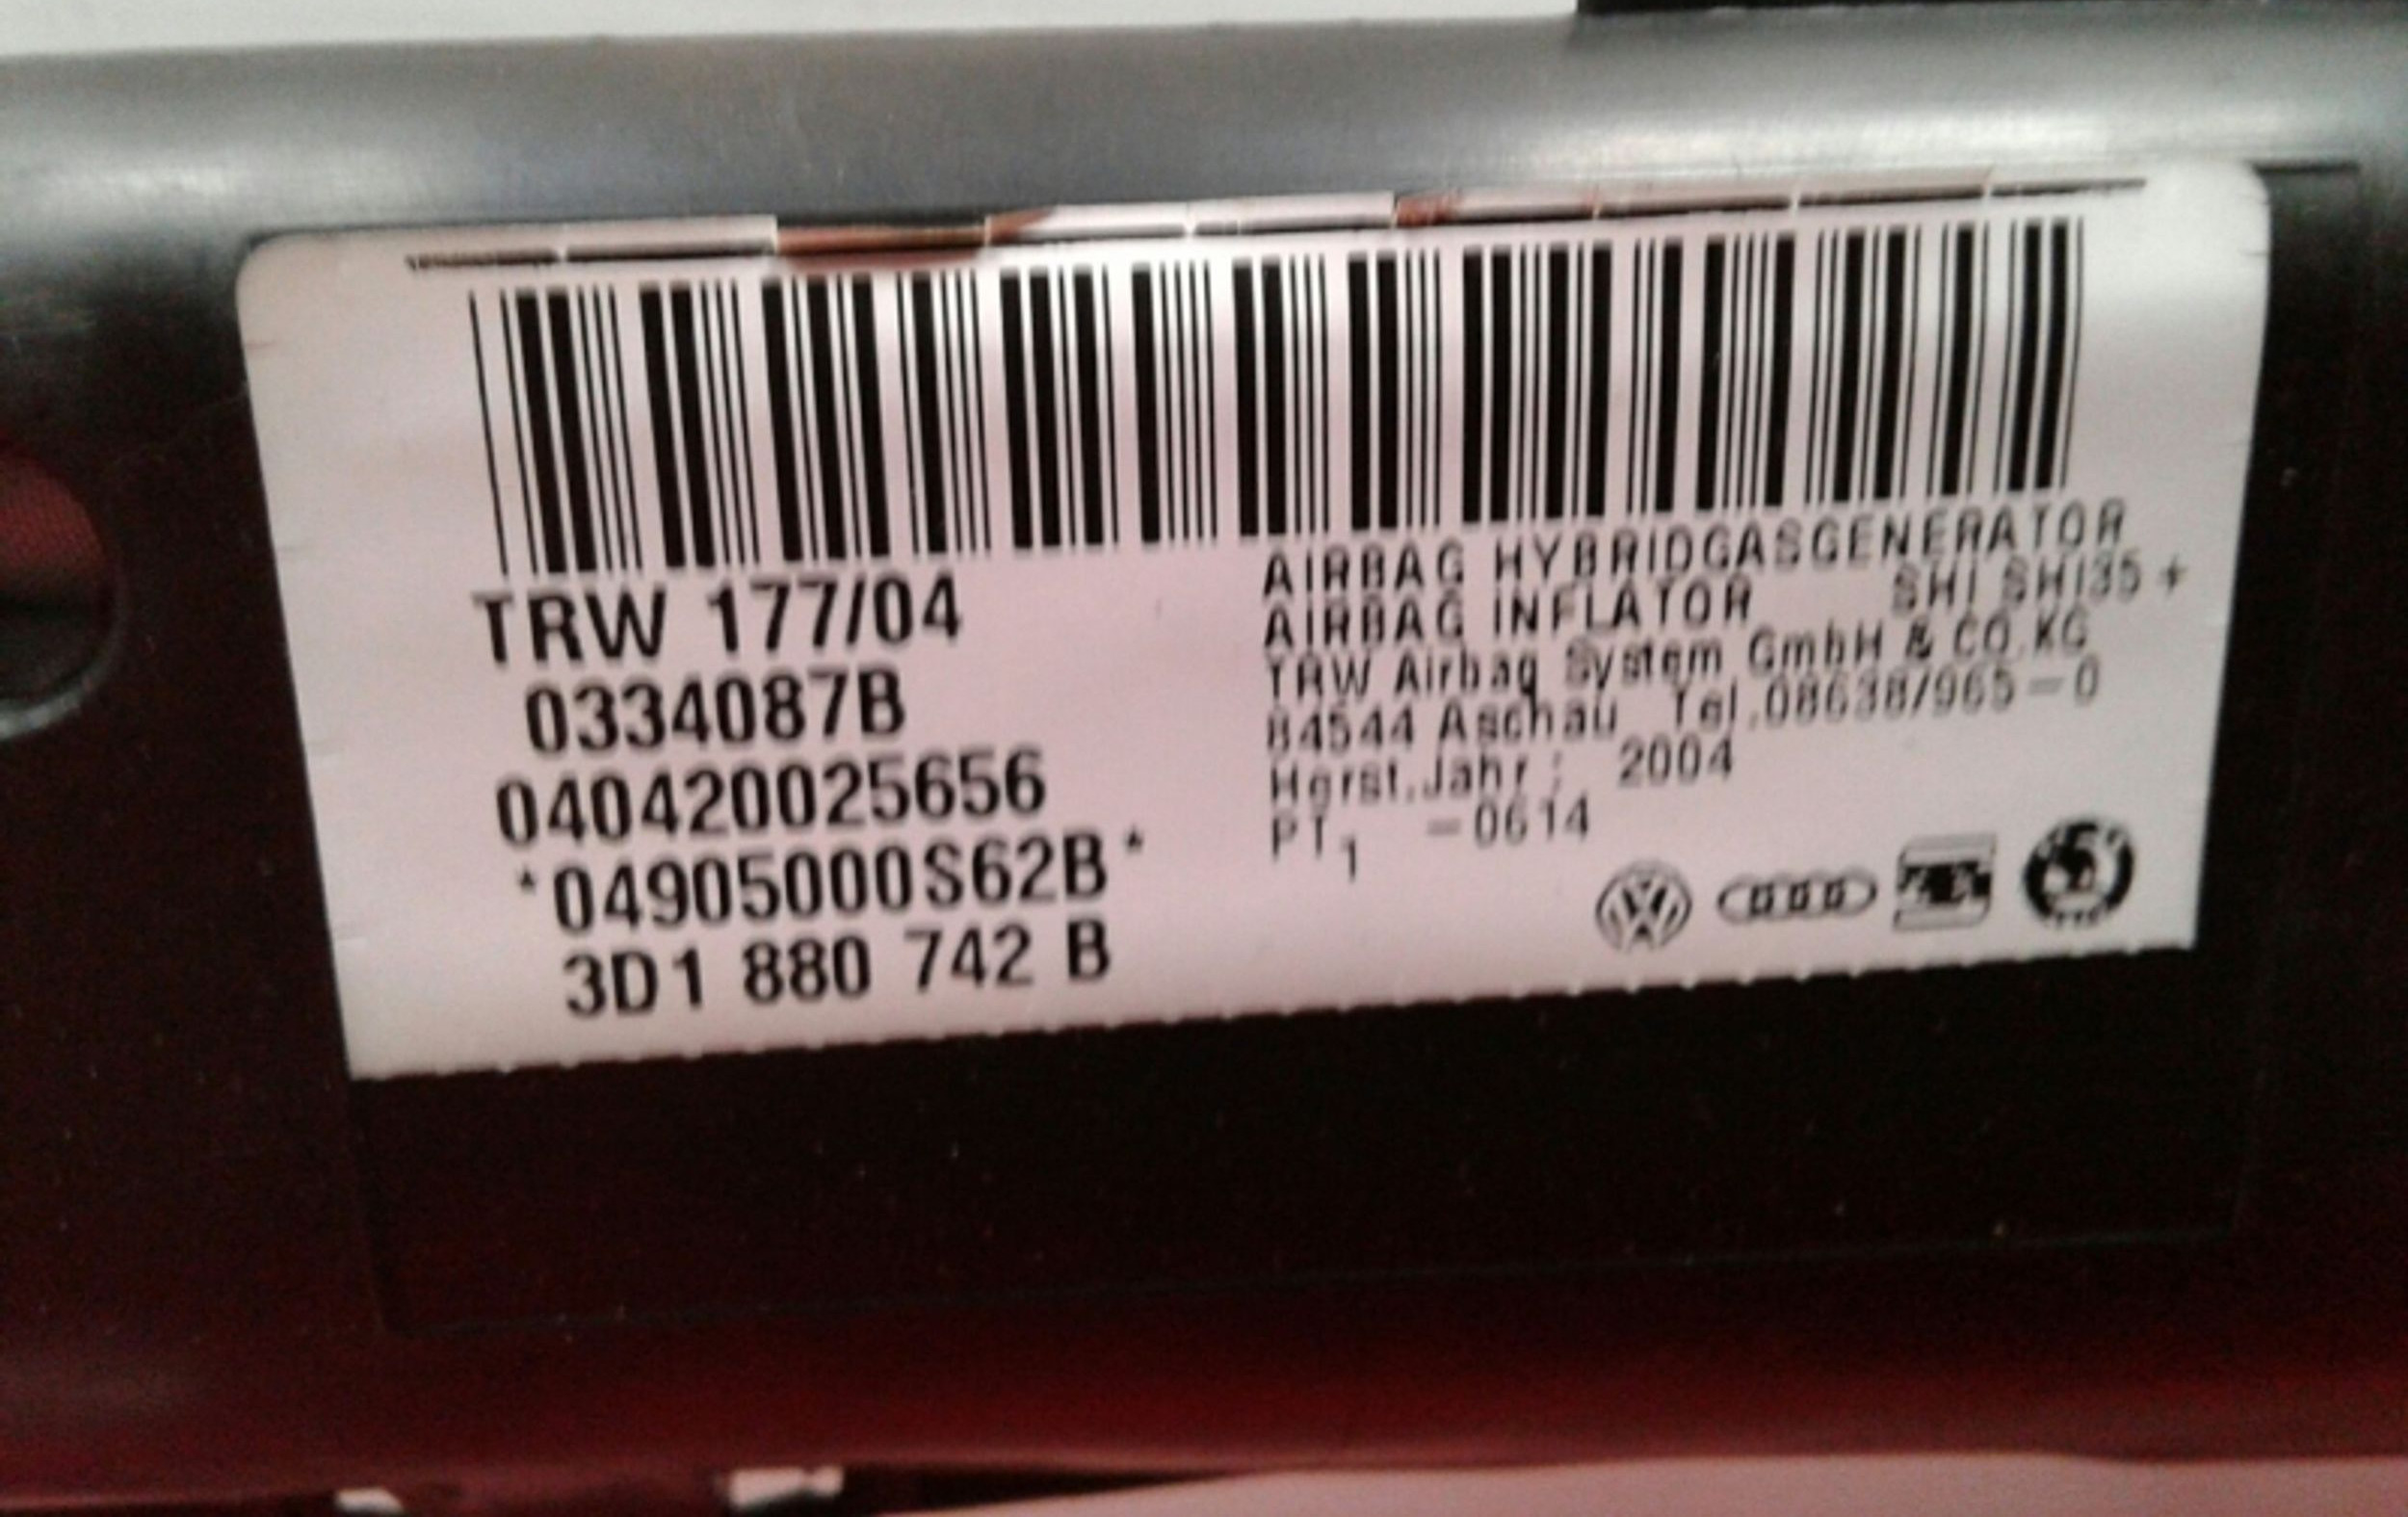 TRW 177/04
0334087B
040420025656
*04905000S62B*
3D1 880 742 B
AIRBAG HYBRIDGASGENERATOR
AIRBAG INFLATOR SHI SHI35+
TRW Airbag System GmbH & CO.KG
84544 Aschau Tel.08638/965-0
Herst.Jahr: 2004
PT1 -0614